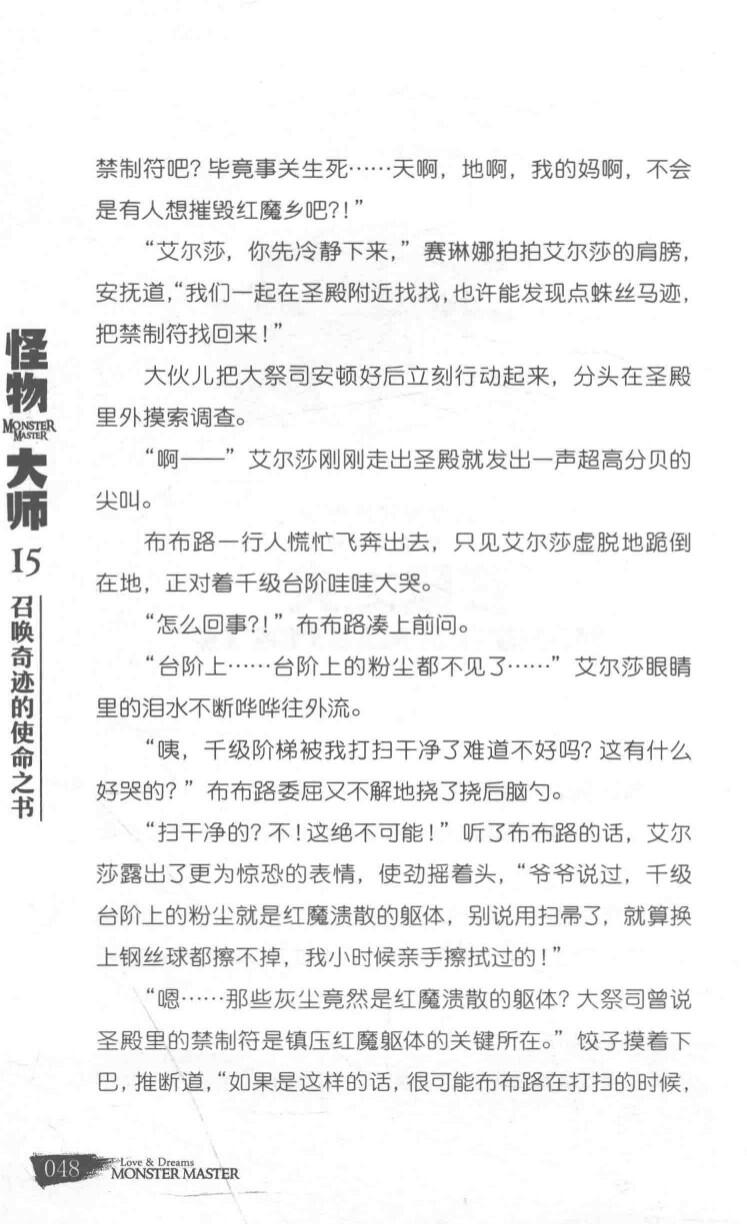 禁制符吧？毕竟事关生死……天啊，地啊，我的妈啊，不会
是有人想摧毁红魔乡吧？！”
“艾尔莎，你先冷静下来，”赛琳娜拍拍艾尔莎的肩膀，
安抚道，“我们一起在圣殿附近找找，也许能发现点蛛丝马迹，
把禁制符找回来！”
大伙儿把大祭司安顿好后立刻行动起来，分头在圣殿
里外摸索调查。
“啊——”艾尔莎刚刚走出圣殿就发出一声超高分贝的
尖叫。
布布路一行人慌忙飞奔出去，只见艾尔莎虚脱地跪倒
在地，正对着千级台阶哇哇大哭。
“怎么回事？！”布布路凑上前问。
“台阶上……台阶上的粉尘都不见了……”艾尔莎眼睛
里的泪水不断哗哗往外流。
“咦，千级阶梯被我打扫干净了难道不好吗？这有什么
好哭的？”布布路委屈又不解地挠了挠后脑勺。
“扫干净的？不！这绝不可能！”听了布布路的话，艾尔
莎露出了更为惊恐的表情，使劲摇着头，“爷爷说过，千级
台阶上的粉尘就是红魔溃散的躯体，别说用扫帚了，就算换
上钢丝球都擦不掉，我小时候亲手擦拭过的！”
“嗯……那些灰尘竟然是红魔溃散的躯体？大祭司曾说
圣殿里的禁制符是镇压红魔躯体的关键所在。”饺子摸着下
巴，推断道，“如果是这样的话，很可能布布路在打扫的时候，
怪物
MONSTER
MASTER
大师
15
召唤奇迹的使命之书
048
Love & Dreams
MONSTER MASTER